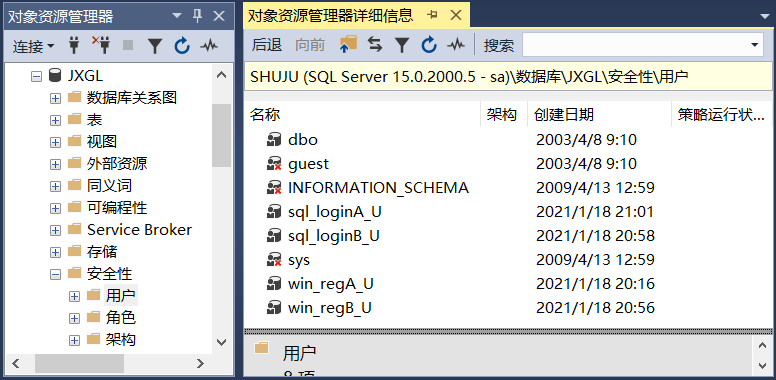 对象资源管理器
连接
JXGL
数据库关系图
表
视图
外部资源
同义词
可编程性
Service Broker
存储
安全性
用户
角色
架构
对象资源管理器详细信息
后退 向前 搜索
SHUJU (SQL Server 15.0.2000.5 - sa)\数据库\JXGL\安全性\用户
名称 架构 创建日期 策略运行状...
dbo 2003/4/8 9:10
guest 2003/4/8 9:10
INFORMATION_SCHEMA 2009/4/13 12:59
sql_loginA_U 2021/1/18 21:01
sql_loginB_U 2021/1/18 20:58
sys 2009/4/13 12:59
win_regA_U 2021/1/18 20:16
win_regB_U 2021/1/18 20:56
用户
8 项